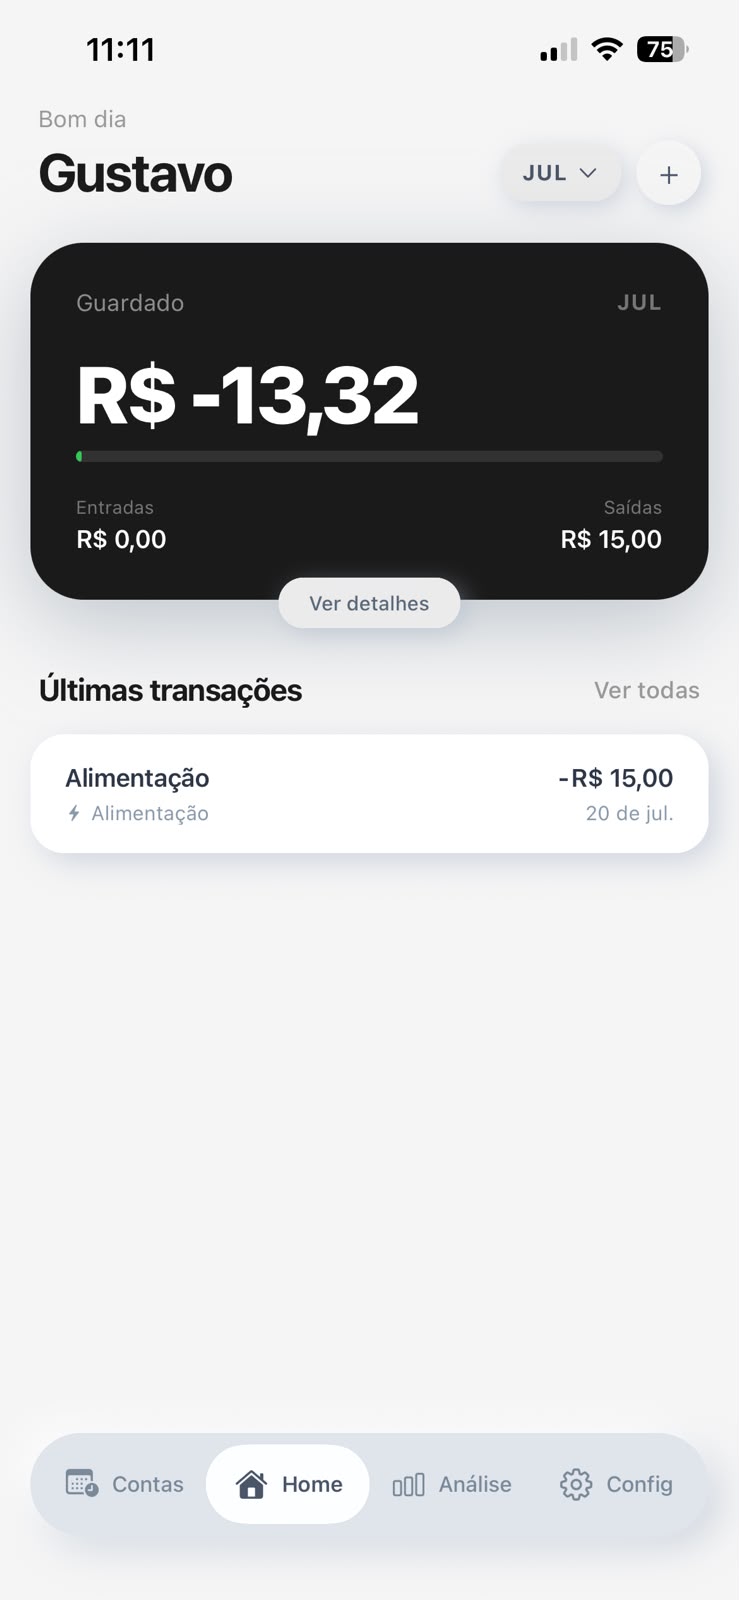 11:11
75
Bom dia
Gustavo
JUL
+
Guardado
JUL
R$ -13,32
Entradas
Saídas
R$ 0,00
R$ 15,00
Ver detalhes
Últimas transações
Ver todas
Alimentação
-R$ 15,00
Alimentação
20 de jul.
Contas
Home
Análise
Config